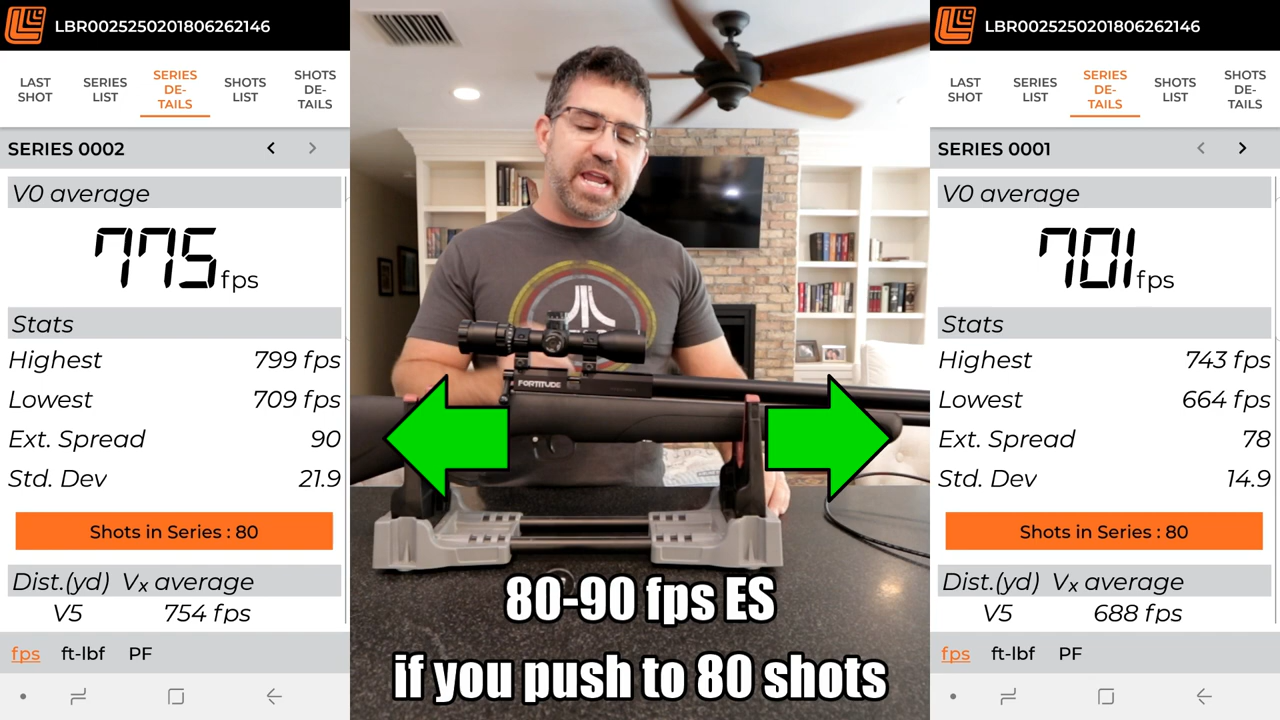 LBR0025250201806262146
LAST SHOT
SERIES LIST
SERIES DE-TAILS
SHOTS LIST
SHOTS DE-TAILS
SERIES 0002
V0 average
775 fps
Stats
Highest 799 fps
Lowest 709 fps
Ext. Spread 90
Std. Dev 21.9
Shots in Series : 80
Dist.(yd) Vx average
V5 754 fps
fps ft-lbf PF
FORTITUDE
80-90 fps ES
if you push to 80 shots
LBR0025250201806262146
LAST SHOT
SERIES LIST
SERIES DE-TAILS
SHOTS LIST
SHOTS DE-TAILS
SERIES 0001
V0 average
701 fps
Stats
Highest 743 fps
Lowest 664 fps
Ext. Spread 78
Std. Dev 14.9
Shots in Series : 80
Dist.(yd) Vx average
V5 688 fps
fps ft-lbf PF